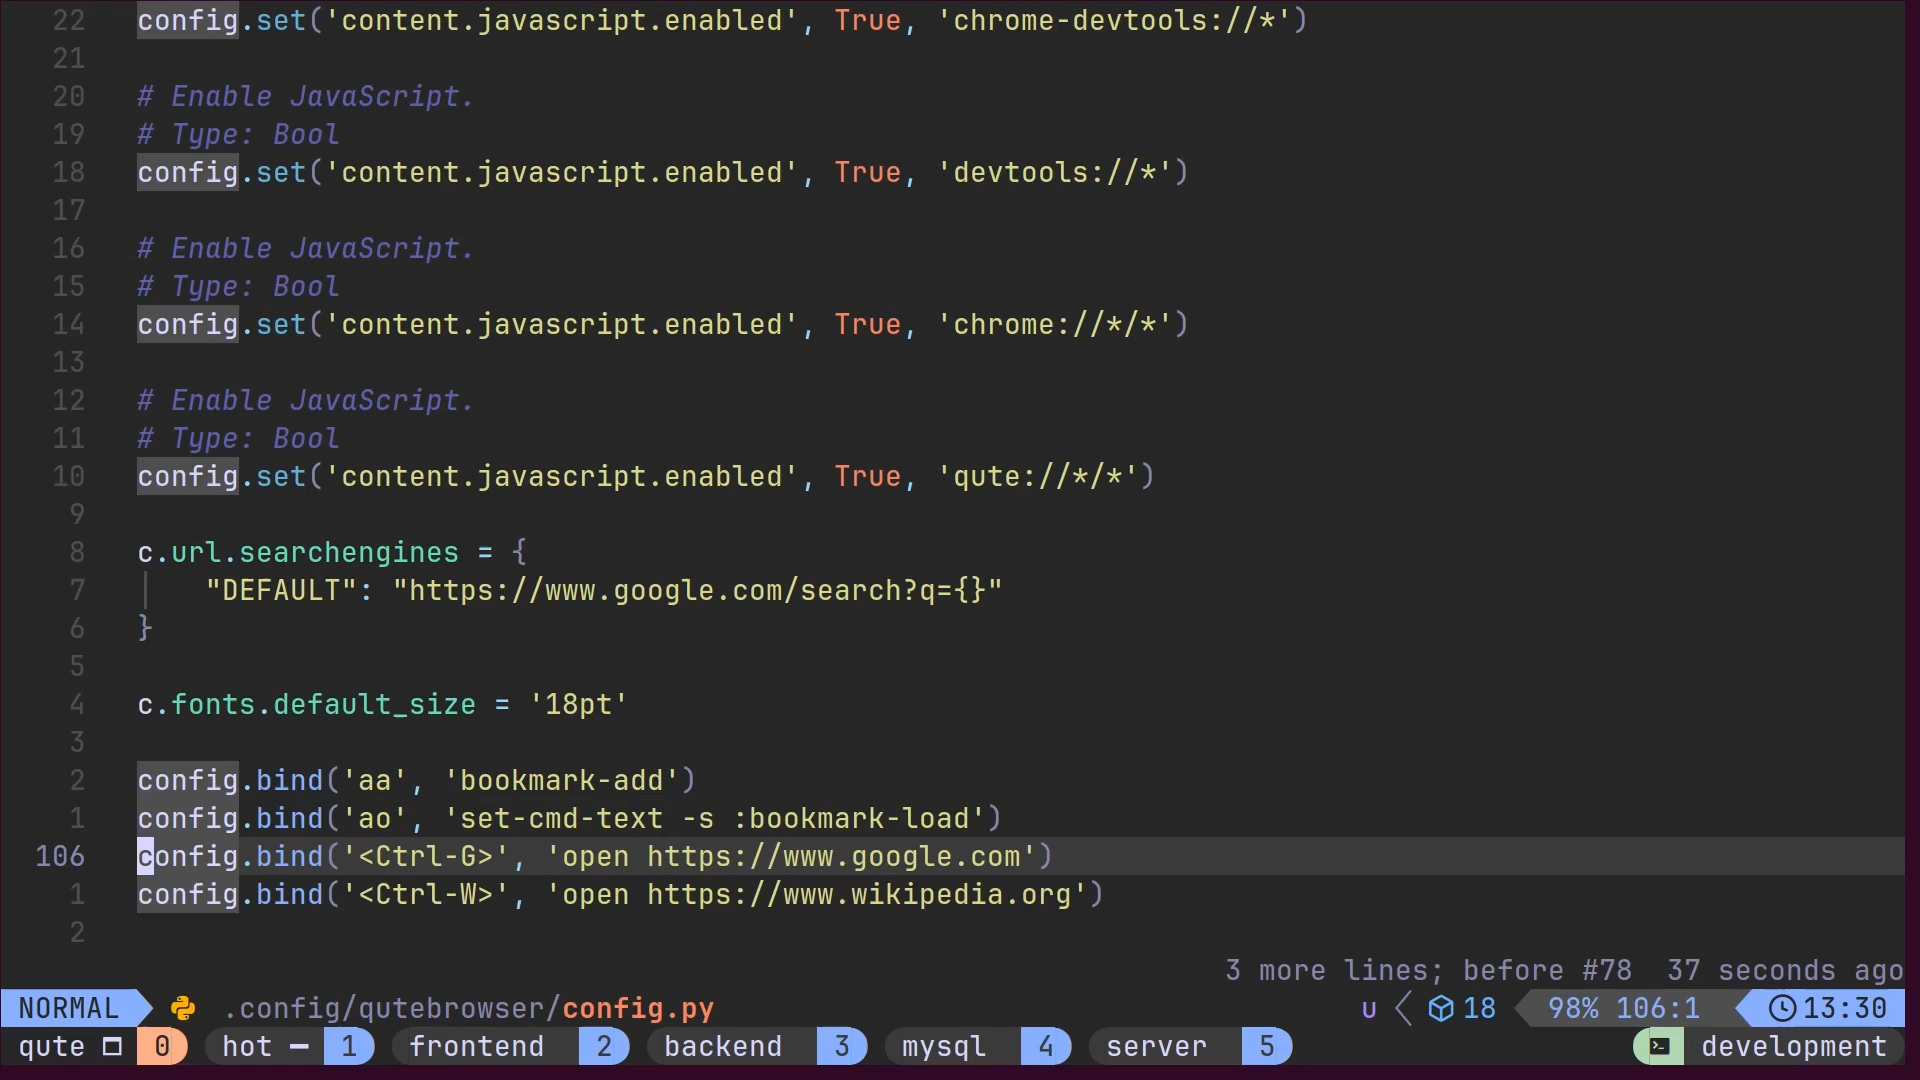 22 config.set('content.javascript.enabled', True, 'chrome-devtools://*')
21
20 # Enable JavaScript.
19 # Type: Bool
18 config.set('content.javascript.enabled', True, 'devtools://*')
17
16 # Enable JavaScript.
15 # Type: Bool
14 config.set('content.javascript.enabled', True, 'chrome://*/*')
13
12 # Enable JavaScript.
11 # Type: Bool
10 config.set('content.javascript.enabled', True, 'qute://*/*')
9
8 c.url.searchengines = {
7     "DEFAULT": "https://www.google.com/search?q={}"
6 }
5
4 c.fonts.default_size = '18pt'
3
2 config.bind('aa', 'bookmark-add')
1 config.bind('ao', 'set-cmd-text -s :bookmark-load')
106 config.bind('<Ctrl-G>', 'open https://www.google.com')
1 config.bind('<Ctrl-W>', 'open https://www.wikipedia.org')
2
3 more lines; before #78 37 seconds ago
NORMAL .config/qutebrowser/config.py u 18 98% 106:1 13:30
qute 0 hot 1 frontend 2 backend 3 mysql 4 server 5 development